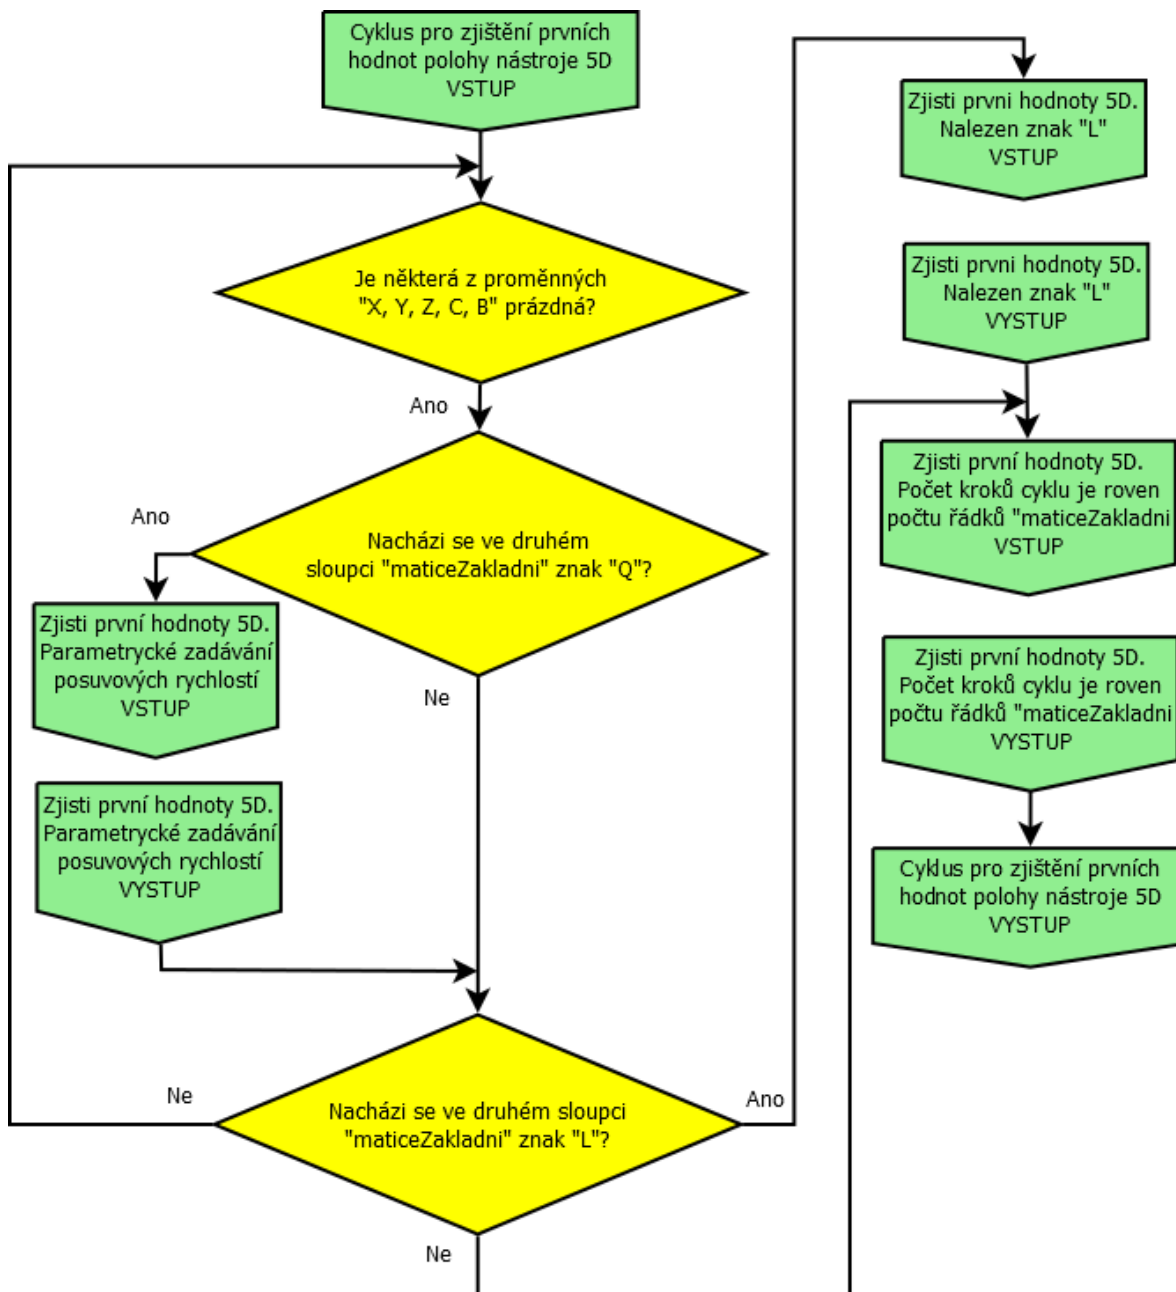 Cyklus pro zjištění prvních
hodnot polohy nástroje 5D
VSTUP
Je některá z proměnných
"X, Y, Z, C, B" prázdná?
Ano
Nacházi se ve druhém
sloupci "maticeZakladni" znak "Q"?
Ano
Zjisti první hodnoty 5D.
Parametrycké zadávání
posuvových rychlostí
VSTUP
Ne
Zjisti první hodnoty 5D.
Parametrycké zadávání
posuvových rychlostí
VYSTUP
Nacházi se ve druhém sloupci
"maticeZakladni" znak "L"?
Ne
Ano
Ne
Zjisti prvni hodnoty 5D.
Nalezen znak "L"
VSTUP
Zjisti prvni hodnoty 5D.
Nalezen znak "L"
VYSTUP
Zjisti první hodnoty 5D.
Počet kroků cyklu je roven
počtu řádků "maticeZakladni
VSTUP
Zjisti první hodnoty 5D.
Počet kroků cyklu je roven
počtu řádků "maticeZakladni
VYSTUP
Cyklus pro zjištění prvních
hodnot polohy nástroje 5D
VYSTUP